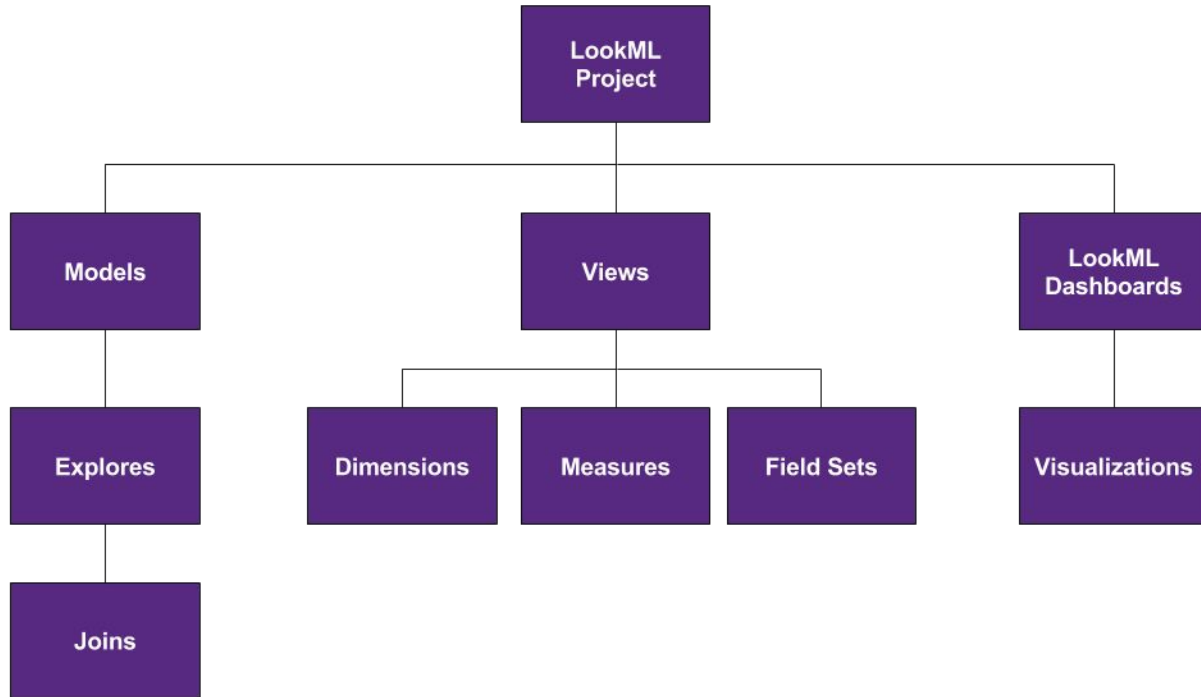 LookML
Project
Models
Views
LookML
Dashboards
Explores
Dimensions
Measures
Field Sets
Visualizations
Joins